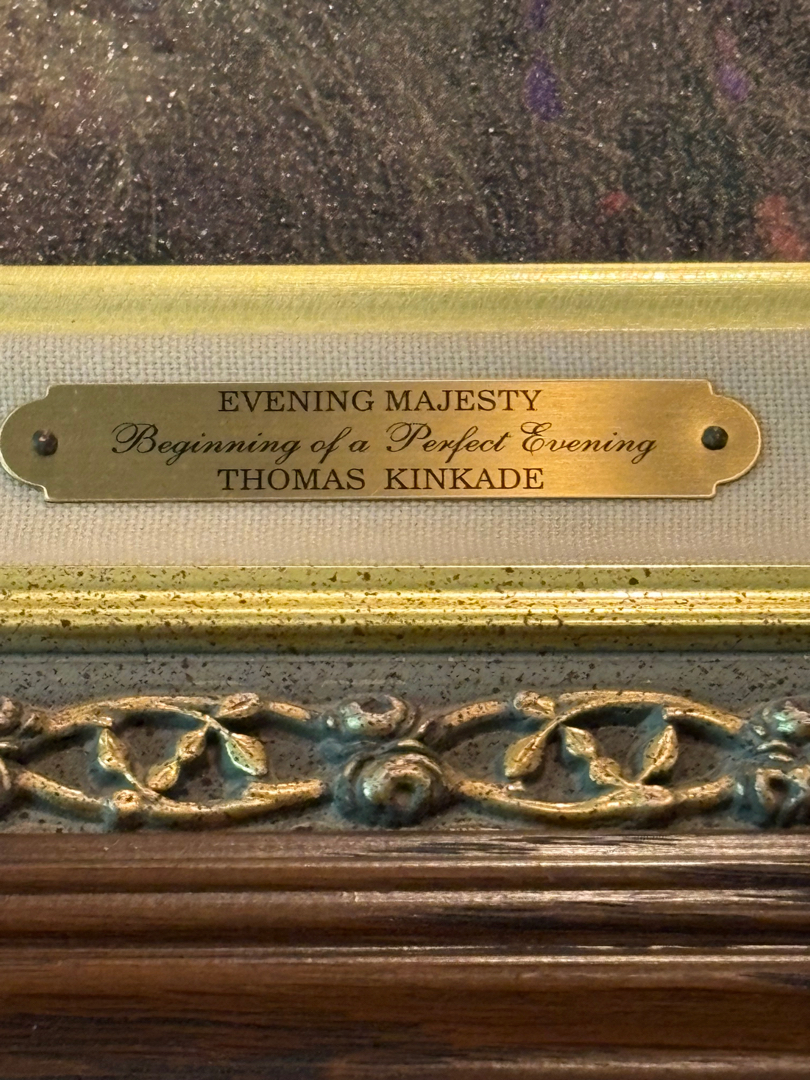 EVENING MAJESTY
Beginning of a Perfect Evening
THOMAS KINKADE